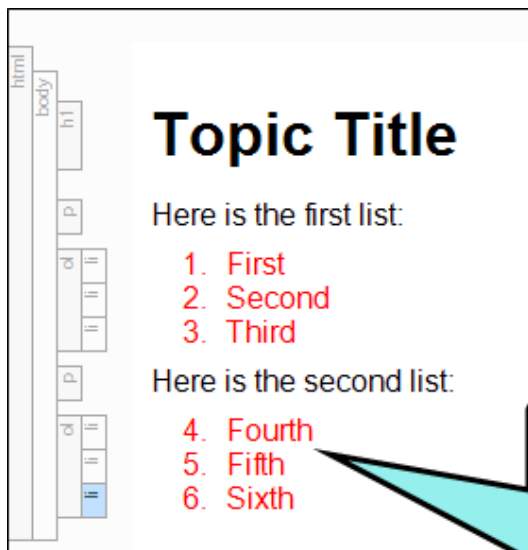 html
body
h1
Topic Title
p
Here is the first list:
ol
li
1. First
li
2. Second
li
3. Third
p
Here is the second list:
ol
li
4. Fourth
li
5. Fifth
li
6. Sixth